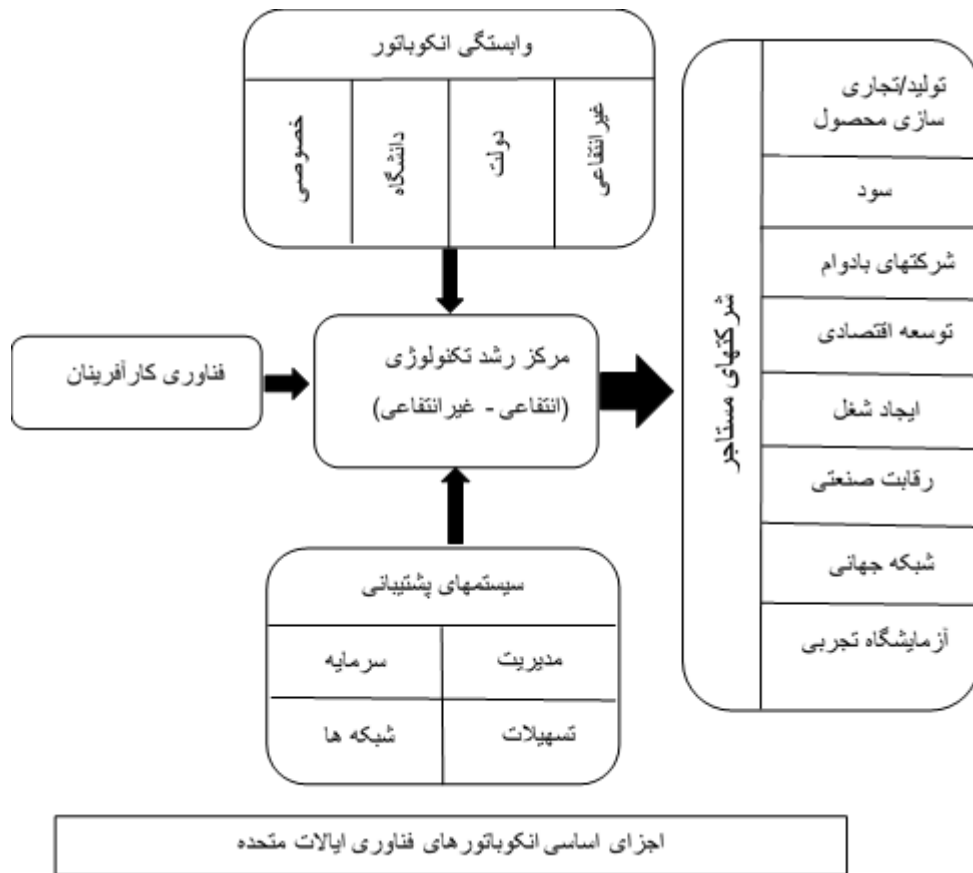 وابستگی انکوباتور
غیرانتفاعی
دولت
دانشگاه
خصوصی
فناوری کارآفرینان
مرکز رشد تکنولوژی
(انتفاعی - غیرانتفاعی)
سیستمهای پشتیبانی
مدیریت
سرمایه
تسهیلات
شبکه ها
شرکتهای مستاجر
تولید/تجاری
سازی محصول
سود
شرکتهای بادوام
توسعه اقتصادی
ایجاد شغل
رقابت صنعتی
شبکه جهانی
آزمایشگاه تجربی
اجزای اساسی انکوباتورهای فناوری ایالات متحده